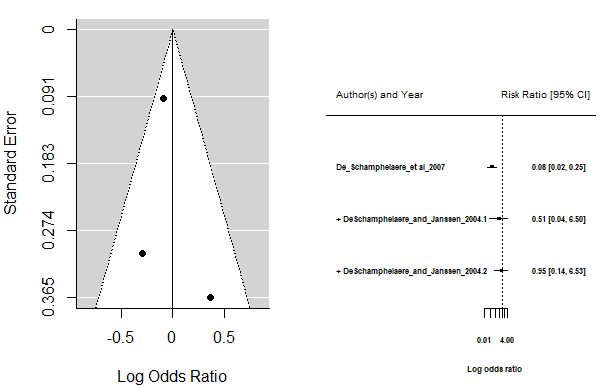 0
0.091
0.183
0.274
0.365
Standard Error
-0.5
0
0.5
Log Odds Ratio
Author(s) and Year
Risk Ratio [95% CI]
De_Schamphelaere_et al_2007
0.08 [0.02, 0.25]
+ DeSchamphelaere_and_Janssen_2004.1
0.51 [0.04, 6.50]
+ DeSchamphelaere_and_Janssen_2004.2
0.95 [0.14, 6.53]
0.01
4.00
Log odds ratio